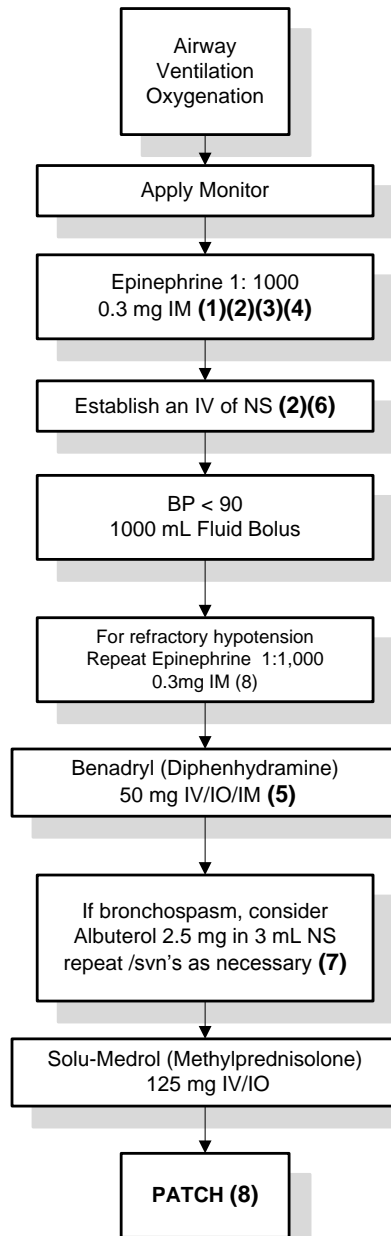 Airway
Ventilation
Oxygenation
Apply Monitor
Epinephrine 1: 1000
0.3 mg IM (1)(2)(3)(4)
Establish an IV of NS (2)(6)
BP < 90
1000 mL Fluid Bolus
For refractory hypotension
Repeat Epinephrine 1:1,000
0.3mg IM (8)
Benadryl (Diphenhydramine)
50 mg IV/IO/IM (5)
If bronchospasm, consider
Albuterol 2.5 mg in 3 mL NS
repeat /svn's as necessary (7)
Solu-Medrol (Methylprednisolone)
125 mg IV/IO
PATCH (8)